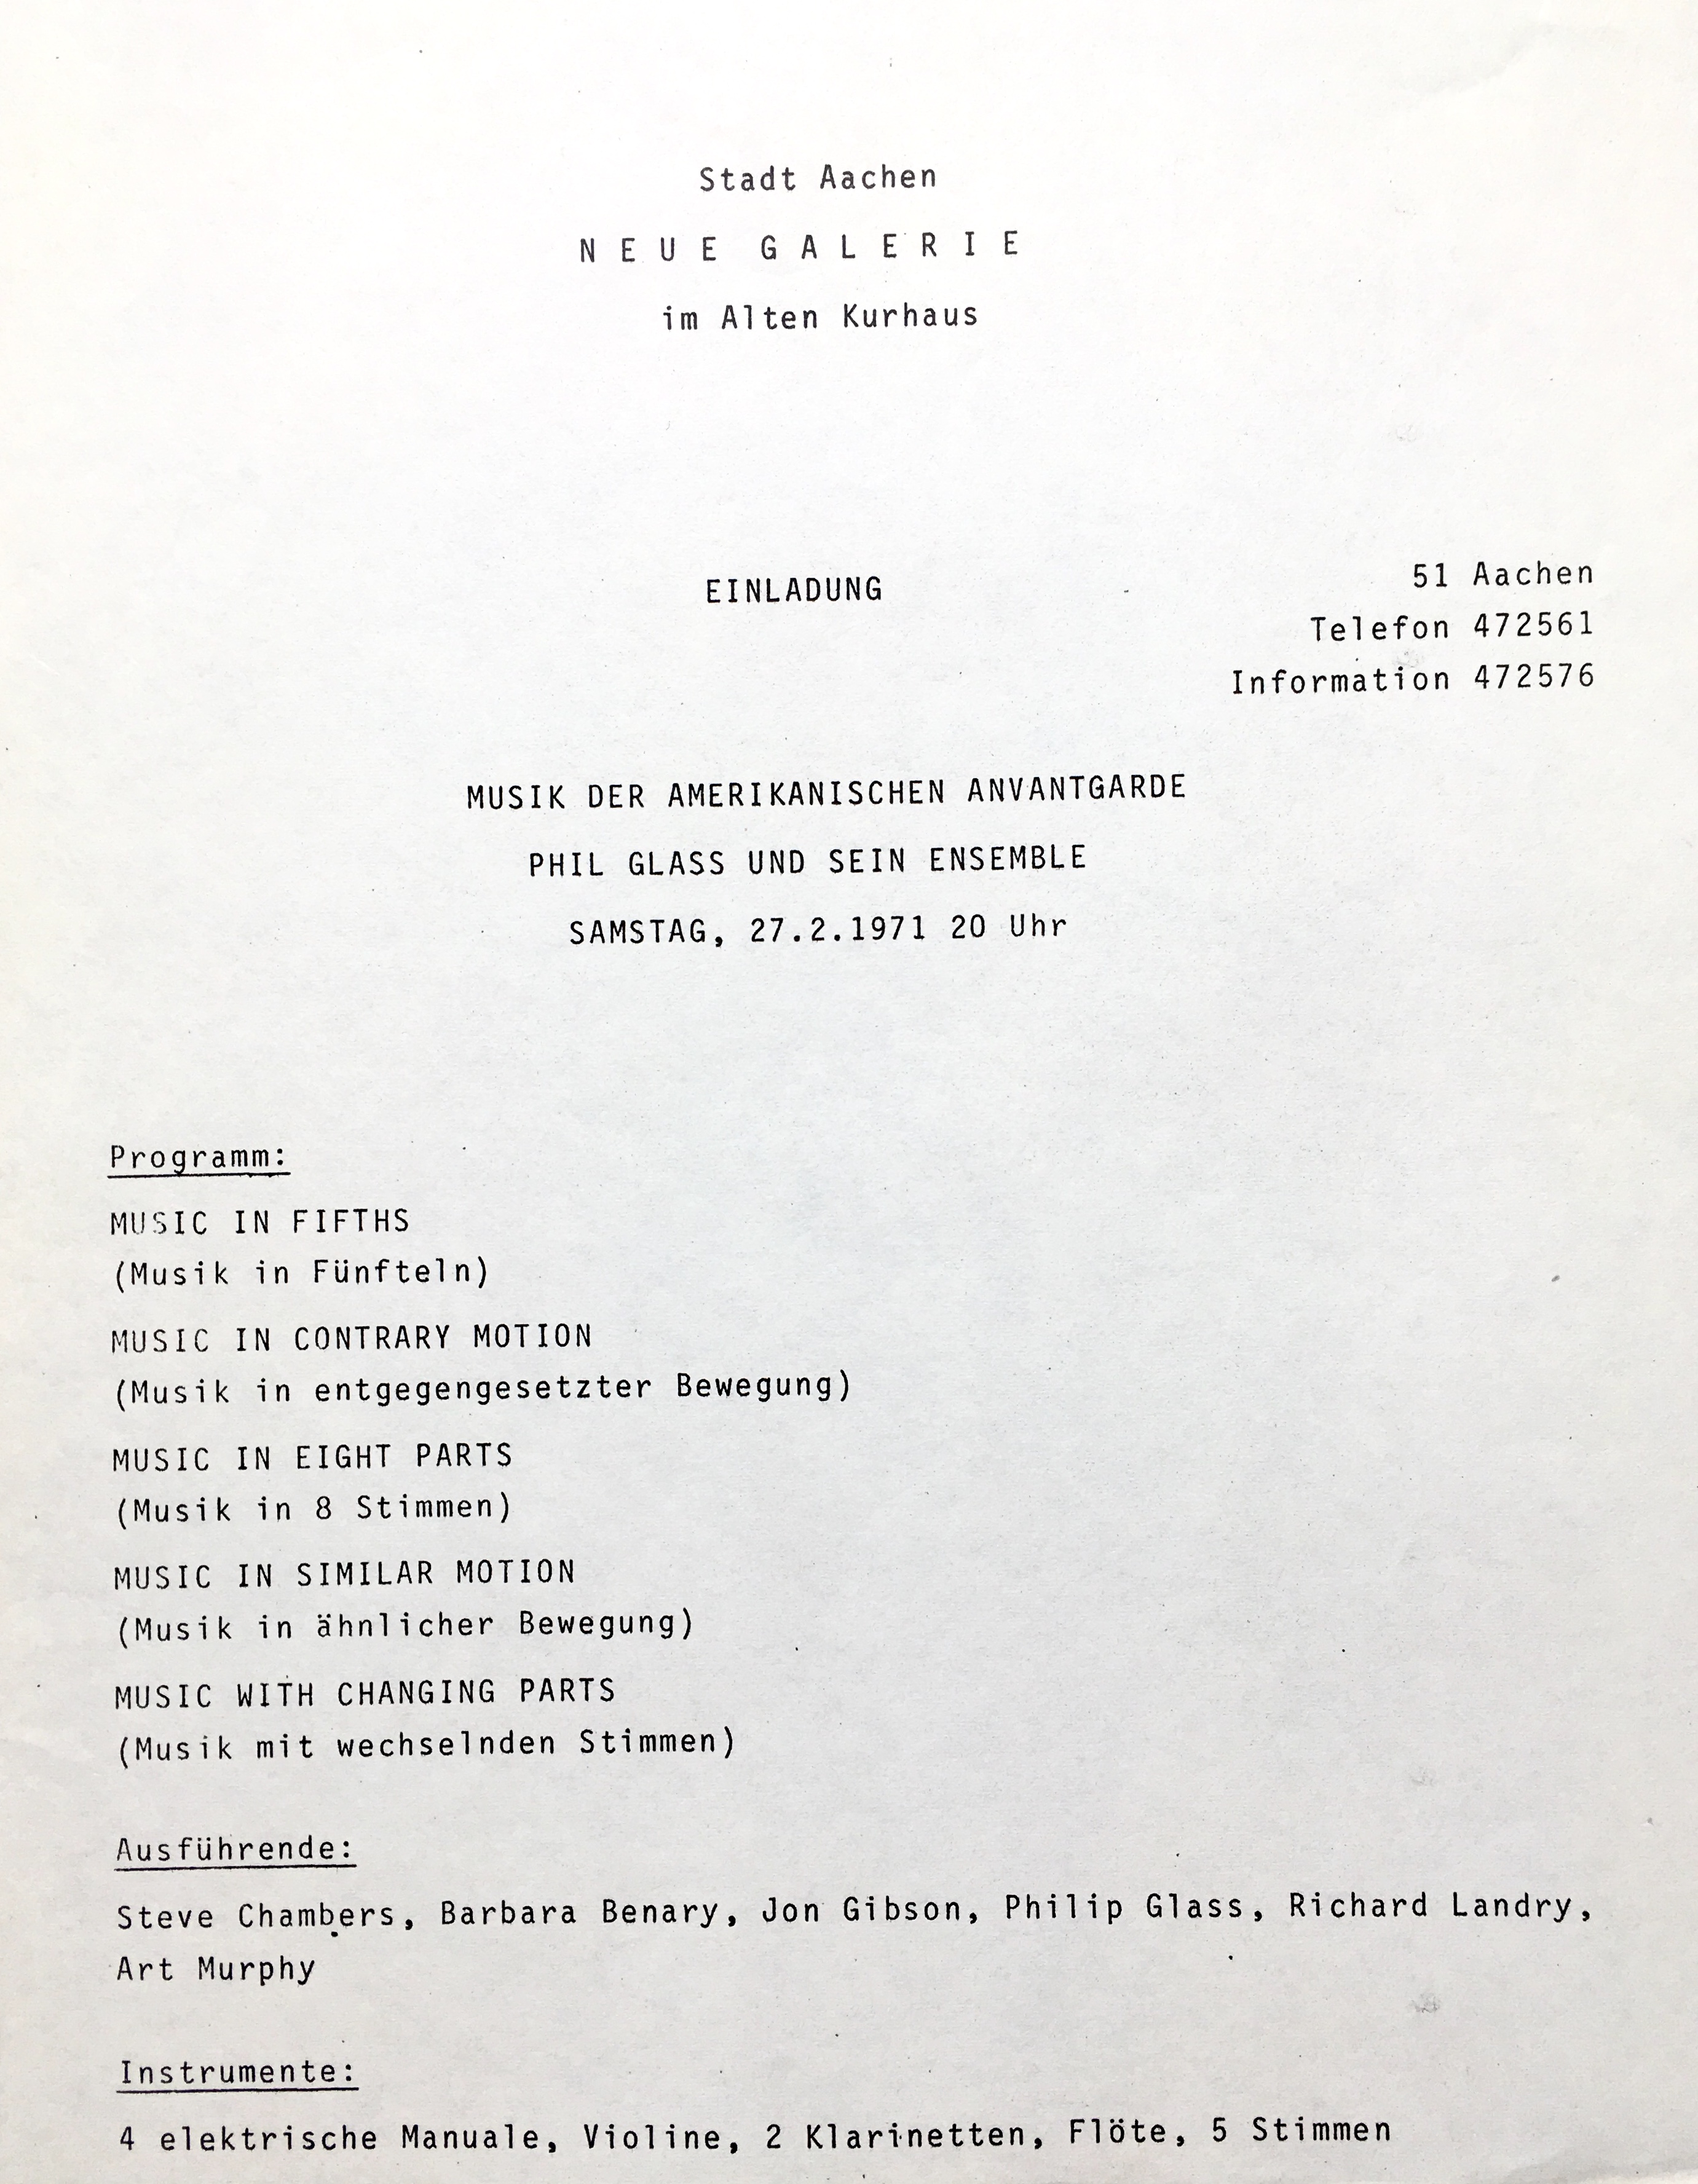 Stadt Aachen
NEUE GALERIE
im Alten Kurhaus
EINLADUNG
51 Aachen
Telefon 472561
Information 472576
MUSIK DER AMERIKANISCHEN ANVANTGARDE
PHIL GLASS UND SEIN ENSEMBLE
SAMSTAG, 27.2.1971 20 Uhr
Programm:
MUSIC IN FIFTHS
(Musik in Fünfteln)
MUSIC IN CONTRARY MOTION
(Musik in entgegengesetzter Bewegung)
MUSIC IN EIGHT PARTS
(Musik in 8 Stimmen)
MUSIC IN SIMILAR MOTION
(Musik in ähnlicher Bewegung)
MUSIC WITH CHANGING PARTS
(Musik mit wechselnden Stimmen)
Ausführende:
Steve Chambers, Barbara Benary, Jon Gibson, Philip Glass, Richard Landry,
Art Murphy
Instrumente:
4 elektrische Manuale, Violine, 2 Klarinetten, Flöte, 5 Stimmen